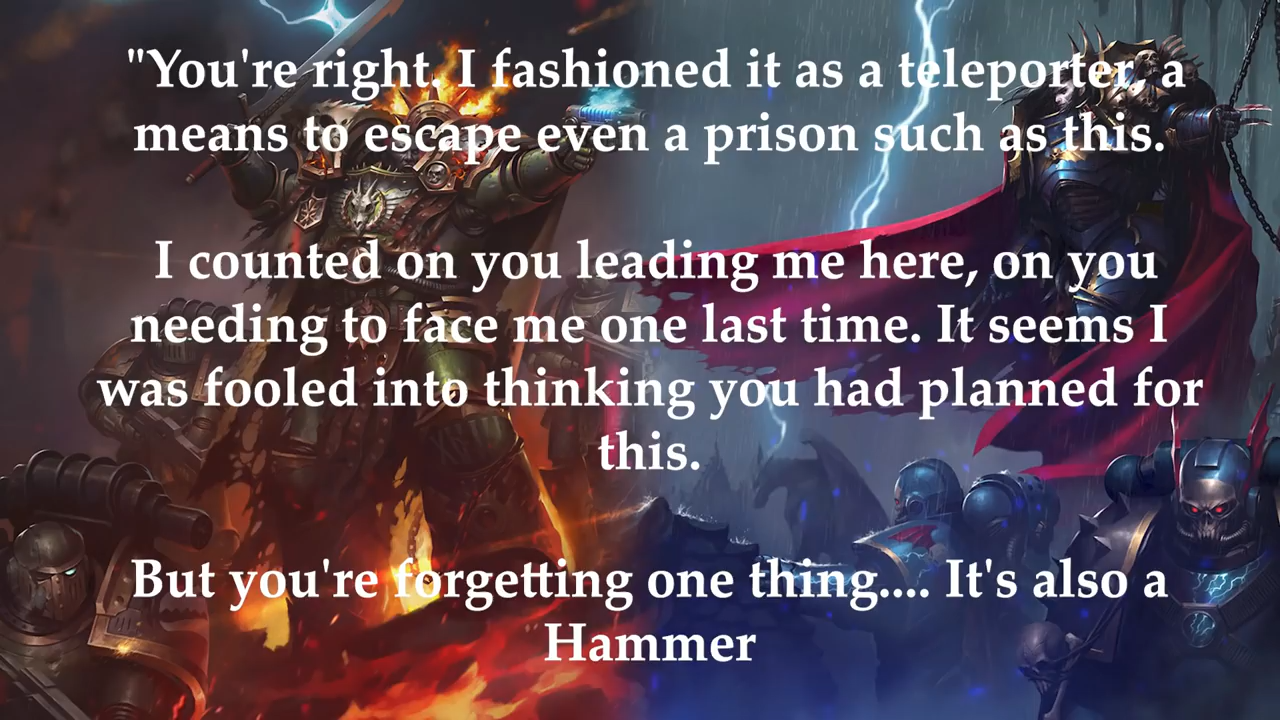 "You're right. I fashioned it as a teleporter, a
means to escape even a prison such as this.
I counted on you leading me here, on you
needing to face me one last time. It seems I
was fooled into thinking you had planned for
this.
But you're forgetting one thing.... It's also a
Hammer